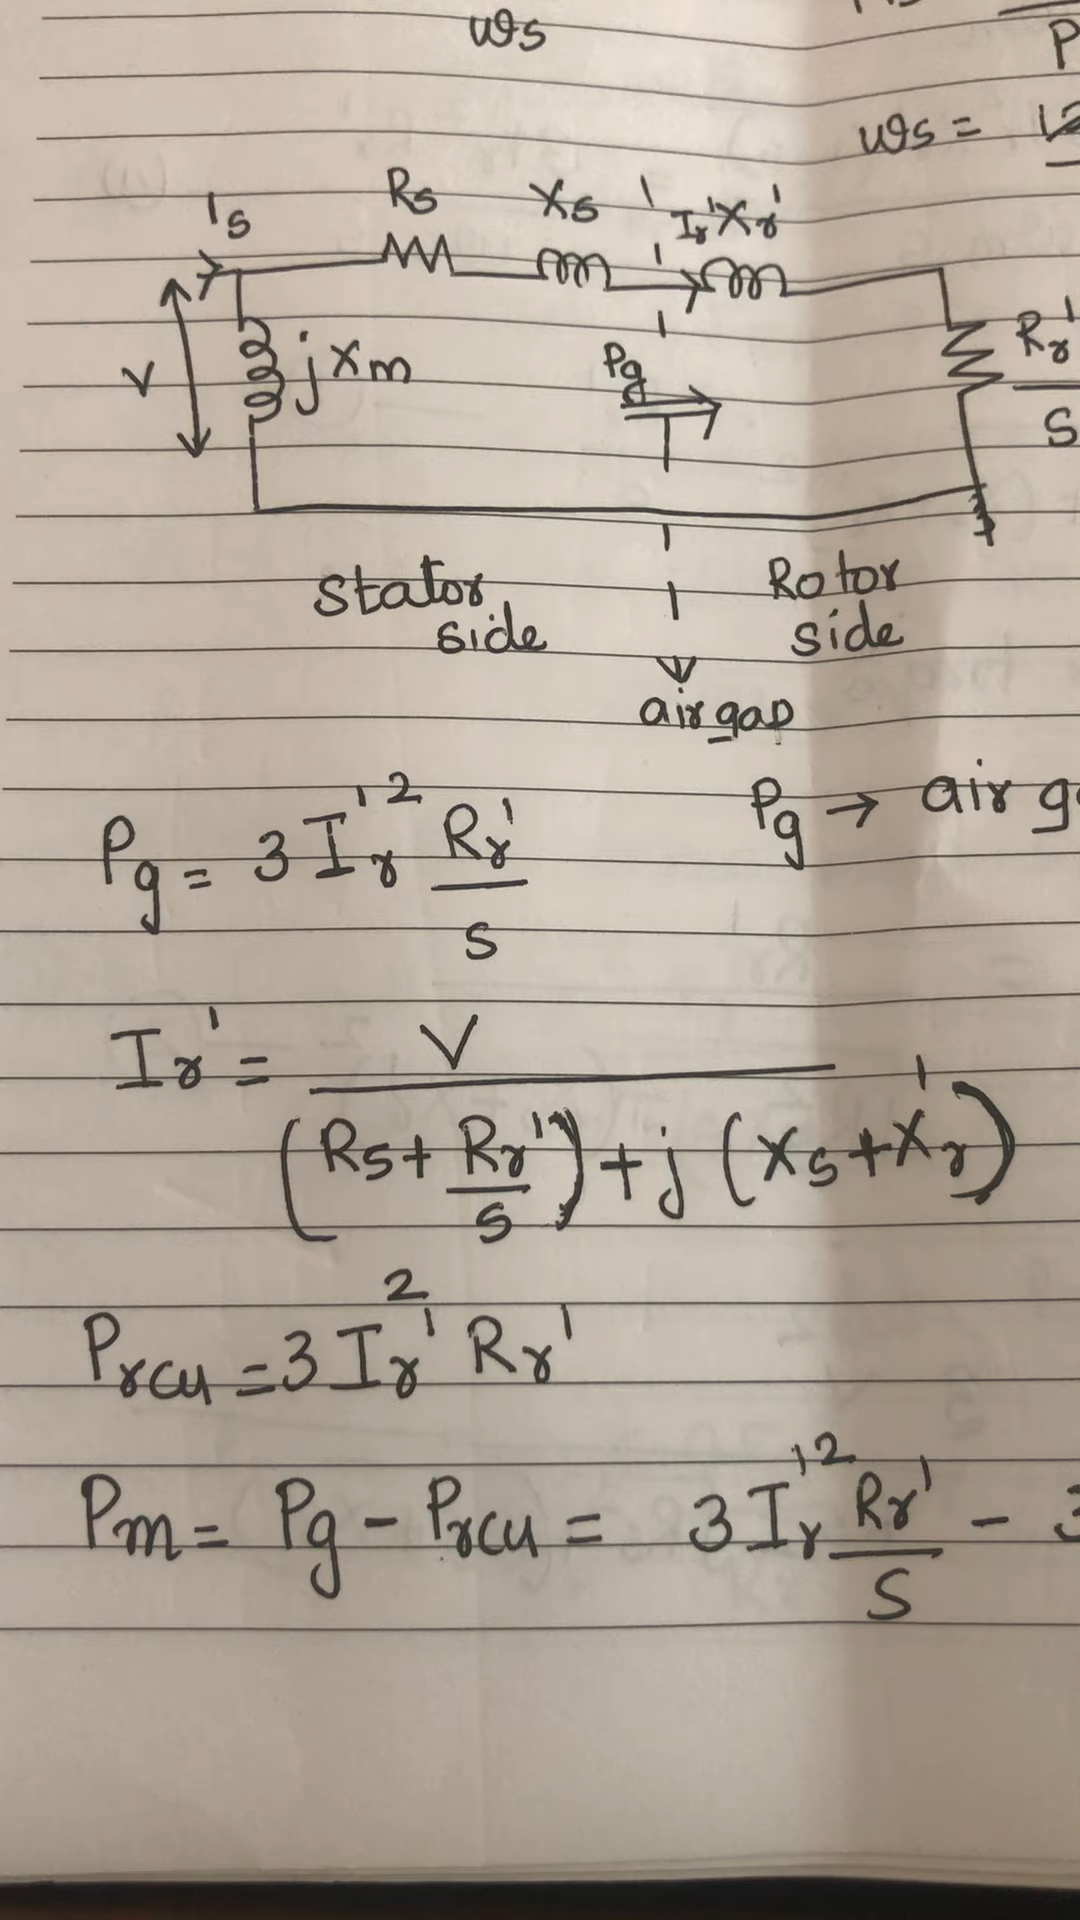 ωs
P
ωs =
Is Rs Xs Ir' Xr'
V jxm Pg Rr'/S
Stator side
Rotor side
air gap
Pg = 3 Ir'² Rr'/S
Pg → air g
Ir' = V / ((Rs + Rr'/S) + j (Xs + Xr'))
Prcu = 3 Ir'² Rr'
Pm = Pg - Prcu = 3 Ir'² Rr'/S - 3